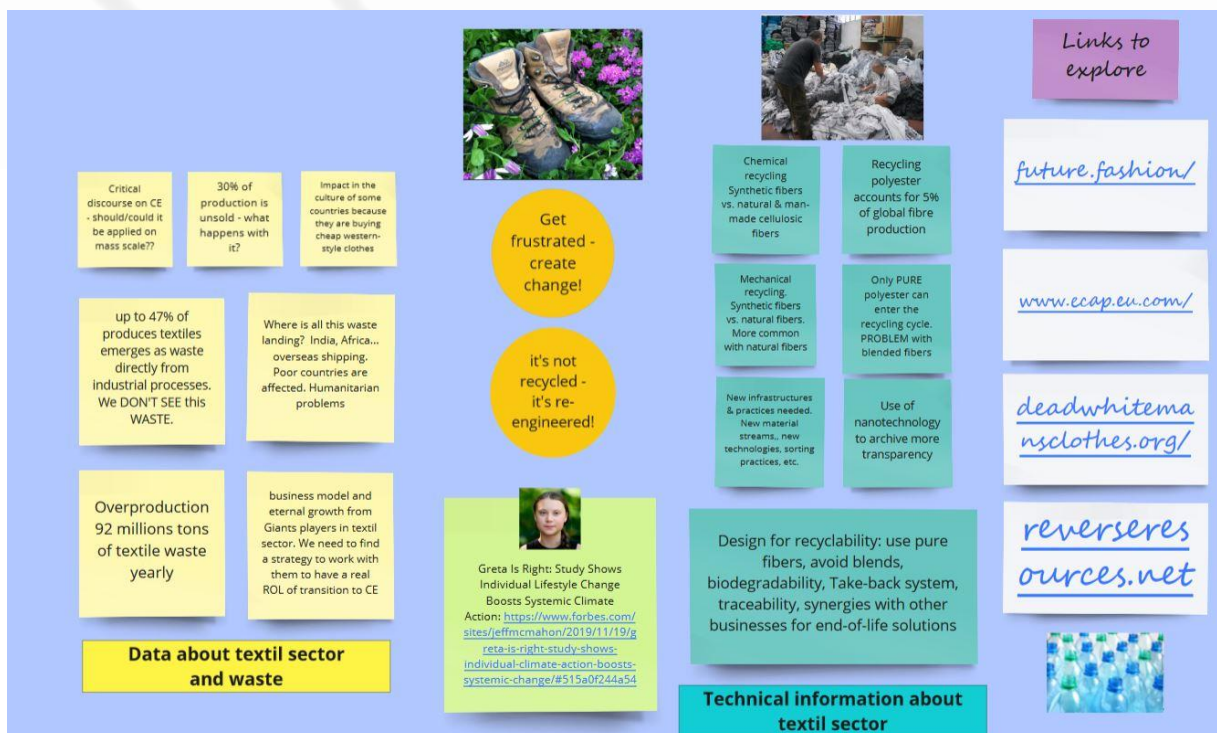 Critical
discourse on CE
- should/could it
be applied on
mass scale??
30% of
production is
unsold - what
happens with
it?
Impact in the
culture of some
countries because
they are buying
cheap western-
style clothes
up to 47% of
produces textiles
emerges as waste
directly from
industrial processes.
We DON'T SEE this
WASTE.
Where is all this waste
landing? India, Africa...
overseas shipping.
Poor countries are
affected. Humanitarian
problems
Overproduction
92 millions tons
of textile waste
yearly
business model and
eternal growth from
Giants players in textil
sector. We need to find
a strategy to work with
them to have a real
ROL of transition to CE
Data about textil sector
and waste
Get
frustrated -
create
change!
it's not
recycled -
it's re-
engineered!
Greta Is Right: Study Shows
Individual Lifestyle Change
Boosts Systemic Climate
Action: https://www.forbes.com/
sites/jeffmcmahon/2019/11/19/g
reta-is-right-study-shows-
individual-climate-action-boosts-
systemic-change/#515a0f244a54
Chemical
recycling
Synthetic fibers
vs. natural & man-
made cellulosic
fibers
Recycling
polyester
accounts for 5%
of global fibre
production
Mechanical
recycling.
Synthetic fibers
vs. natural fibers.
More common
with natural fibers
Only PURE
polyester can
enter the
recycling cycle.
PROBLEM with
blended fibers
New infrastructures
& practices needed.
New material
streams,, new
technologies, sorting
practices, etc.
Use of
nanotechnology
to archive more
transparency
Design for recyclability: use pure
fibers, avoid blends,
biodegradability, Take-back system,
traceability, synergies with other
businesses for end-of-life solutions
Technical information about
textil sector
Links to
explore
future.fashion/
www.ecap.eu.com/
deadwhitema
nsclothes.org/
reverseres
ources.net